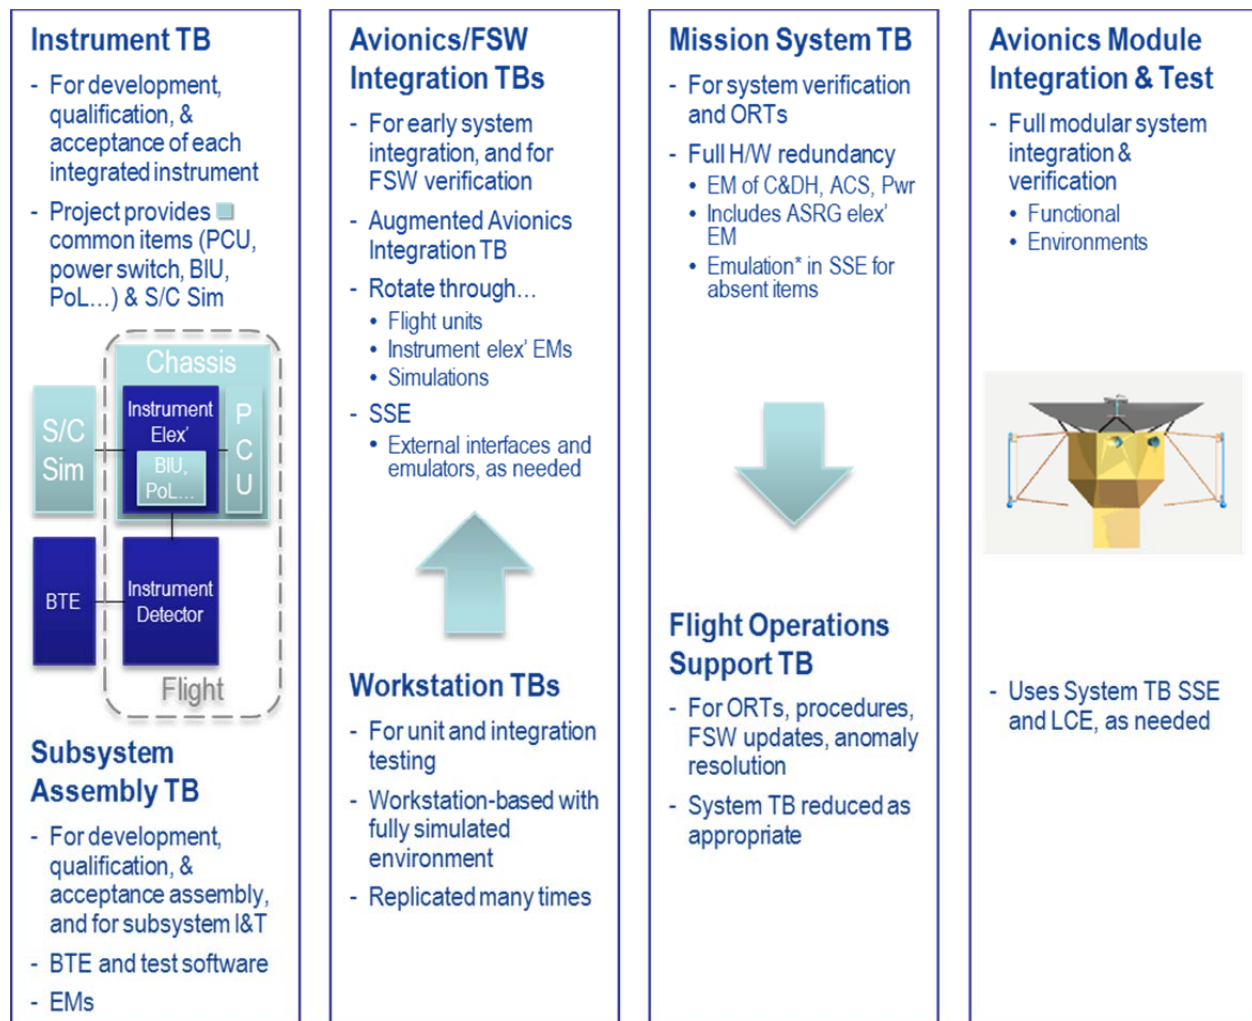 Instrument TB
- For development,
qualification, &
acceptance of each
integrated instrument
- Project provides
common items (PCU,
power switch, BIU,
PoL...) & S/C Sim
Chassis
S/C
Sim
Instrument
Elex'
BIU,
PoL...
P
C
U
BTE
Instrument
Detector
Flight
Subsystem
Assembly TB
- For development,
qualification, &
acceptance assembly,
and for subsystem I&T
- BTE and test software
- EMs
Avionics/FSW
Integration TBs
- For early system
integration, and for
FSW verification
- Augmented Avionics
Integration TB
- Rotate through...
• Flight units
• Instrument elex' EMs
• Simulations
- SSE
• External interfaces and
emulators, as needed
Workstation TBs
- For unit and integration
testing
- Workstation-based with
fully simulated
environment
- Replicated many times
Mission System TB
- For system verification
and ORTs
- Full H/W redundancy
• EM of C&DH, ACS, Pwr
• Includes ASRG elex'
EM
• Emulation* in SSE for
absent items
Flight Operations
Support TB
- For ORTs, procedures,
FSW updates, anomaly
resolution
- System TB reduced as
appropriate
Avionics Module
Integration & Test
- Full modular system
integration &
verification
• Functional
• Environments
- Uses System TB SSE
and LCE, as needed